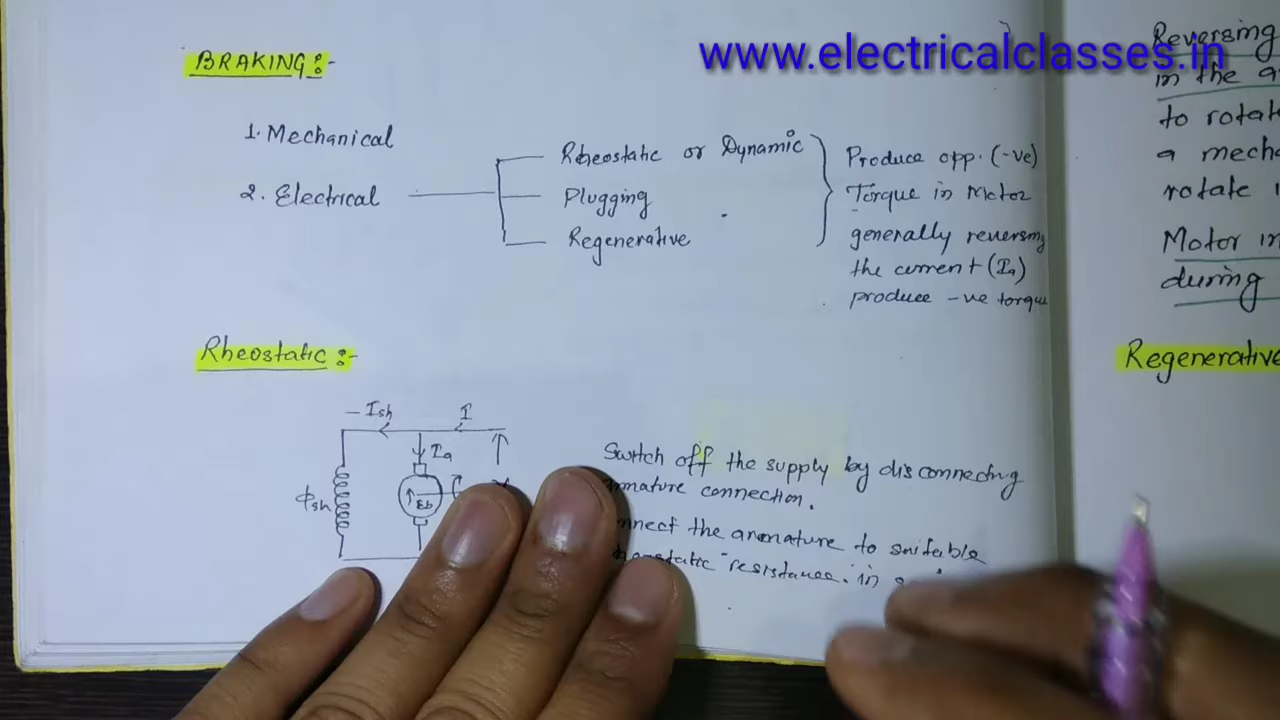 www.electricalclasses.in
BRAKING :-
1. Mechanical
2. Electrical
Rheostatic or Dynamic
Plugging
Regenerative
Produce opp. (-ve)
Torque in Motor
generally reversing
the current (Ia)
produce -ve torque
Rheostatic :-
Ish
I
Ia
Φsh
Eb
Switch off the supply by disconnecting
connection.
the armature to suitable
resistance. in
Reversing
in the
to rotate
a
rotate
Motor in
during
Regenerative